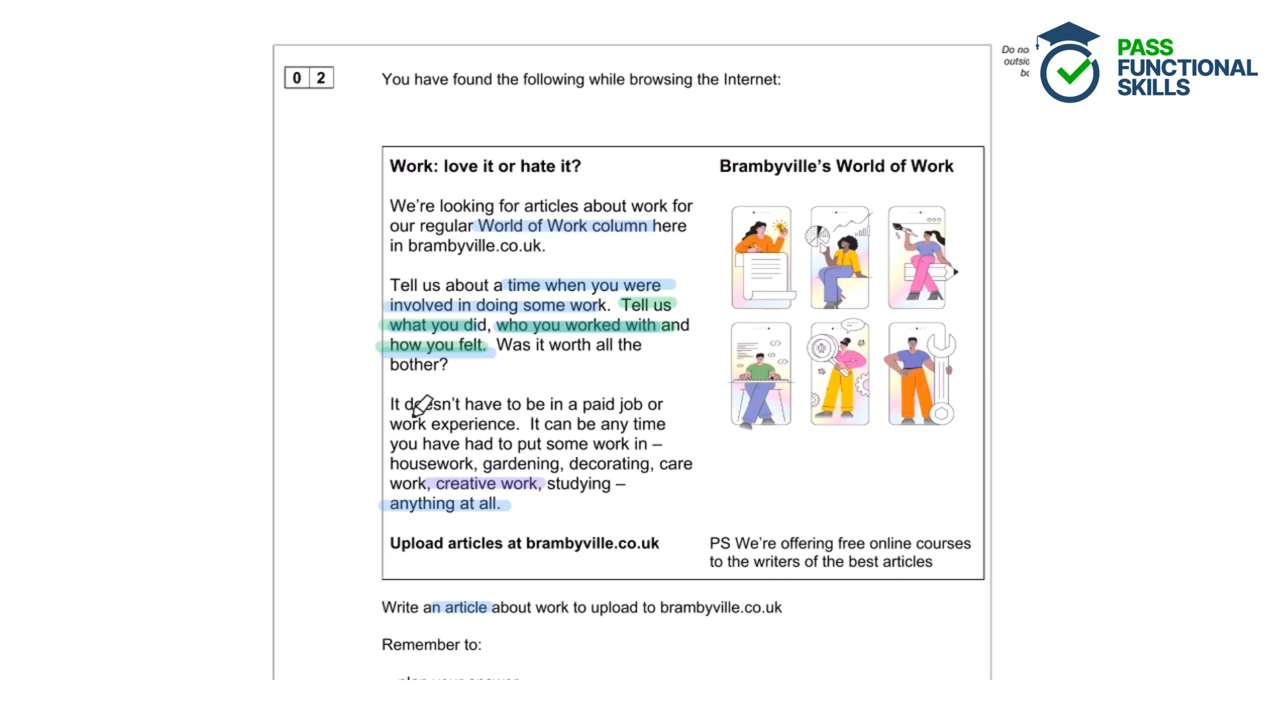 PASS
FUNCTIONAL
SKILLS
0 2
You have found the following while browsing the Internet:
Work: love it or hate it?
We're looking for articles about work for
our regular World of Work column here
in brambyville.co.uk.
Tell us about a time when you were
involved in doing some work. Tell us
what you did, who you worked with and
how you felt. Was it worth all the
bother?
It doesn't have to be in a paid job or
work experience. It can be any time
you have had to put some work in –
housework, gardening, decorating, care
work, creative work, studying –
anything at all.
Upload articles at brambyville.co.uk
Brambyville's World of Work
PS We're offering free online courses
to the writers of the best articles
Write an article about work to upload to brambyville.co.uk
Remember to: